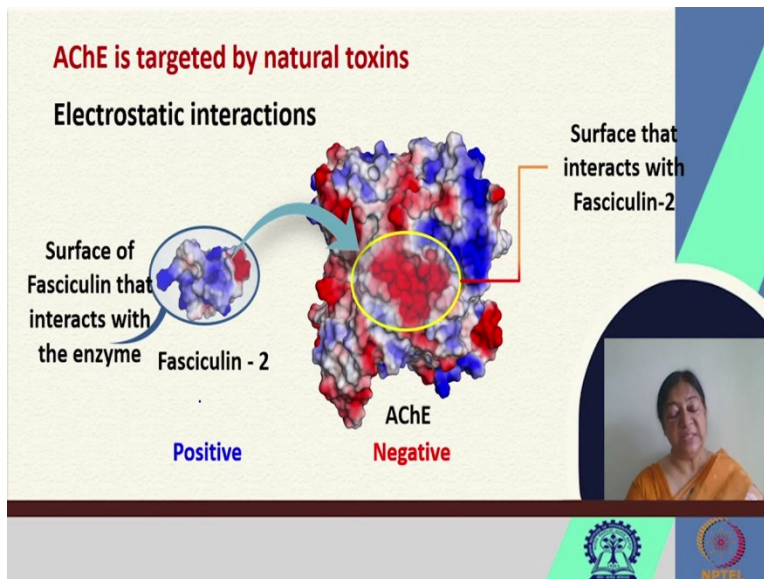 AChE is targeted by natural toxins
Electrostatic interactions
Surface that
interacts with
Fasciculin-2
Surface of
Fasciculin that
interacts with
the enzyme
Fasciculin - 2
AChE
Positive
Negative
NPTEL